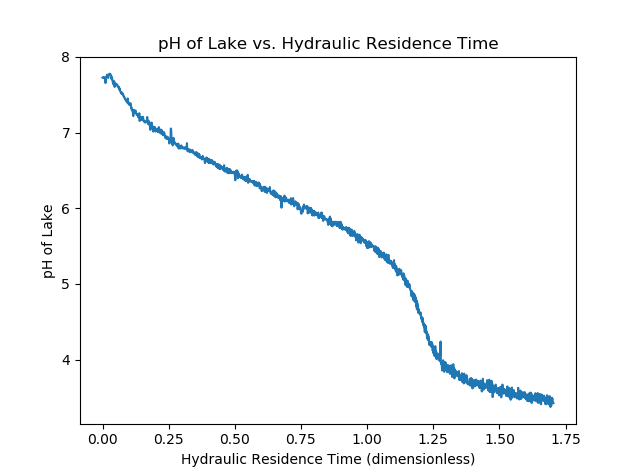 pH of Lake vs. Hydraulic Residence Time
8
7
6
5
4
pH of Lake
0.00 0.25 0.50 0.75 1.00 1.25 1.50 1.75
Hydraulic Residence Time (dimensionless)